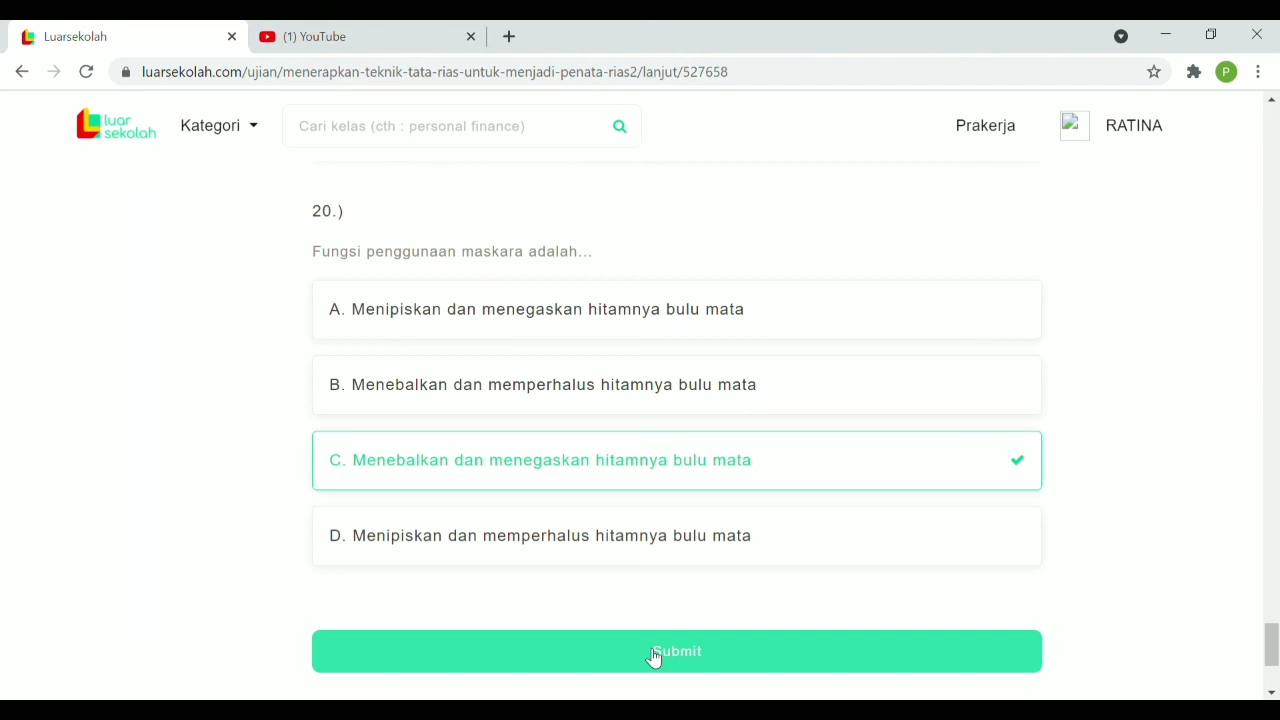 Luarsekolah
(1) YouTube
luarsekolah.com/ujian/menerapkan-teknik-tata-rias-untuk-menjadi-penata-rias2/lanjut/527658
P
luar
sekolah
Kategori
Cari kelas (cth : personal finance)
Prakerja
RATINA
20.)
Fungsi penggunaan maskara adalah...
A. Menipiskan dan menegaskan hitamnya bulu mata
B. Menebalkan dan memperhalus hitamnya bulu mata
C. Menebalkan dan menegaskan hitamnya bulu mata
D. Menipiskan dan memperhalus hitamnya bulu mata
Submit